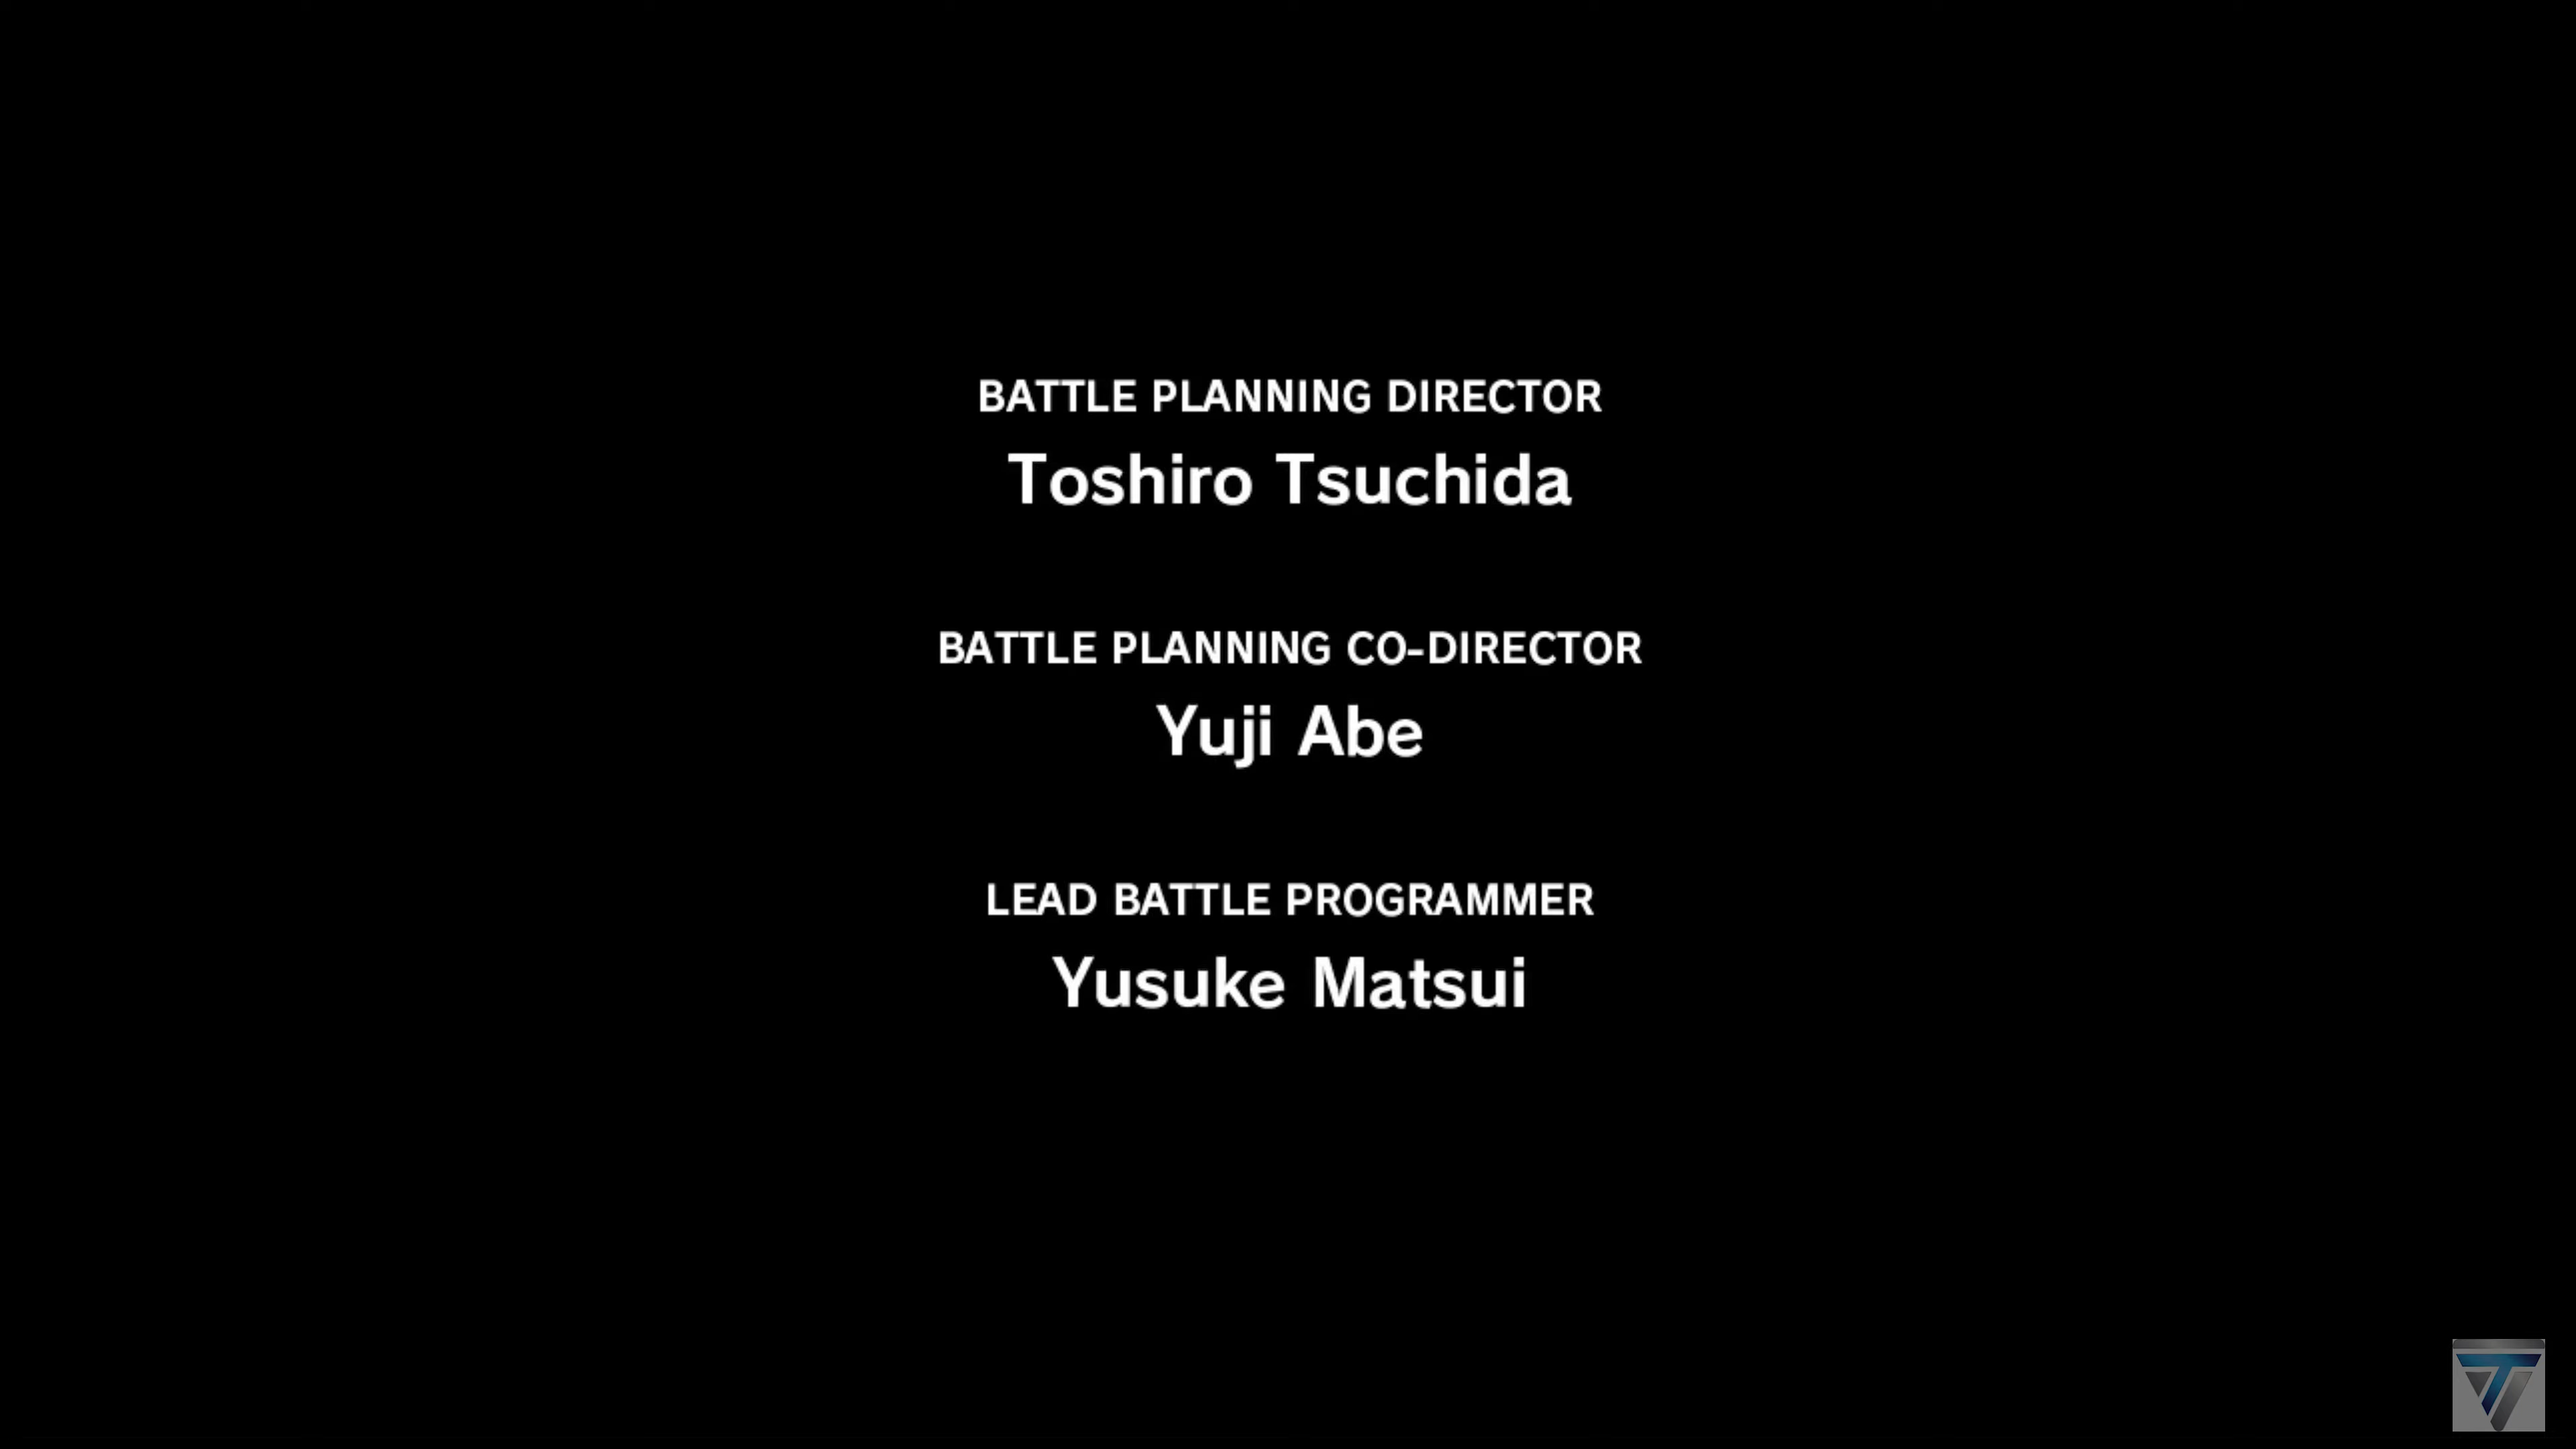 BATTLE PLANNING DIRECTOR
Toshiro Tsuchida
BATTLE PLANNING CO-DIRECTOR
Yuji Abe
LEAD BATTLE PROGRAMMER
Yusuke Matsui